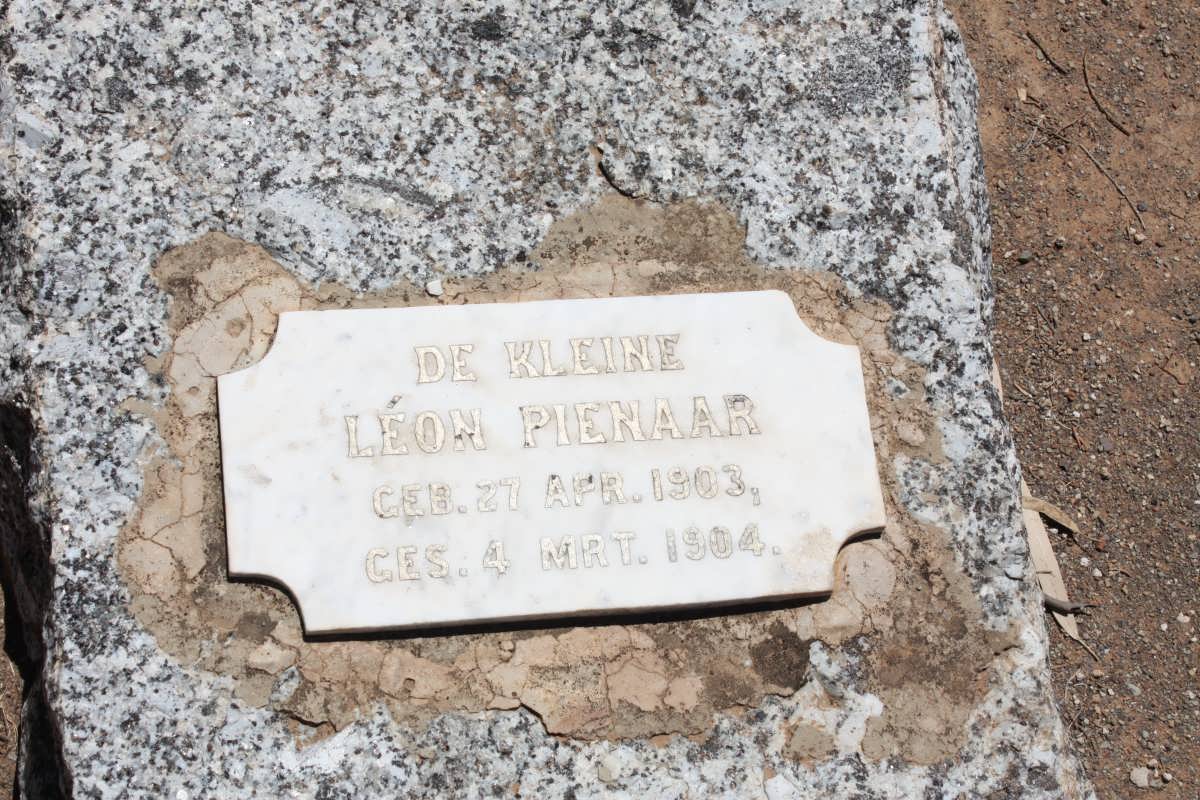 DE KLEINE
LÉON PIENAAR
GEB. 27 APR. 1903,
GES. 4 MRT. 1904.